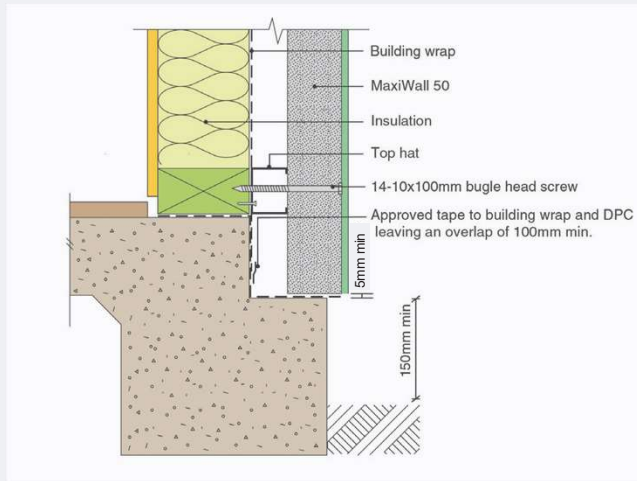 Building wrap
MaxiWall 50
Insulation
Top hat
14-10x100mm bugle head screw
Approved tape to building wrap and DPC
leaving an overlap of 100mm min.
5mm min
150mm min